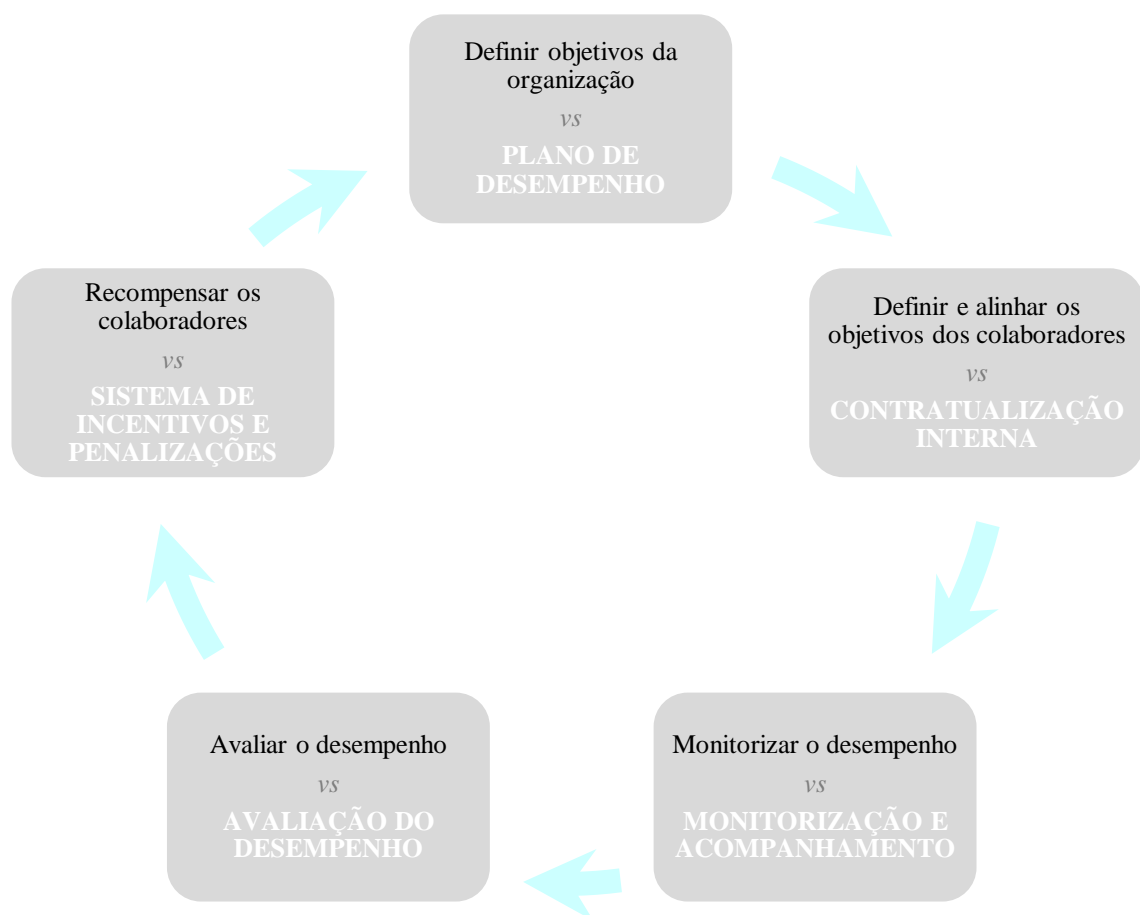 Definir objetivos da
organização
vs
PLANO DE
DESEMPENHO
Definir e alinhar os
objetivos dos colaboradores
vs
CONTRATUALIZAÇÃO
INTERNA
Monitorizar o desempenho
vs
MONITORIZAÇÃO E
ACOMPANHAMENTO
Avaliar o desempenho
vs
AVALIAÇÃO DO
DESEMPENHO
Recompensar os
colaboradores
vs
SISTEMA DE
INCENTIVOS E
PENALIZAÇÕES